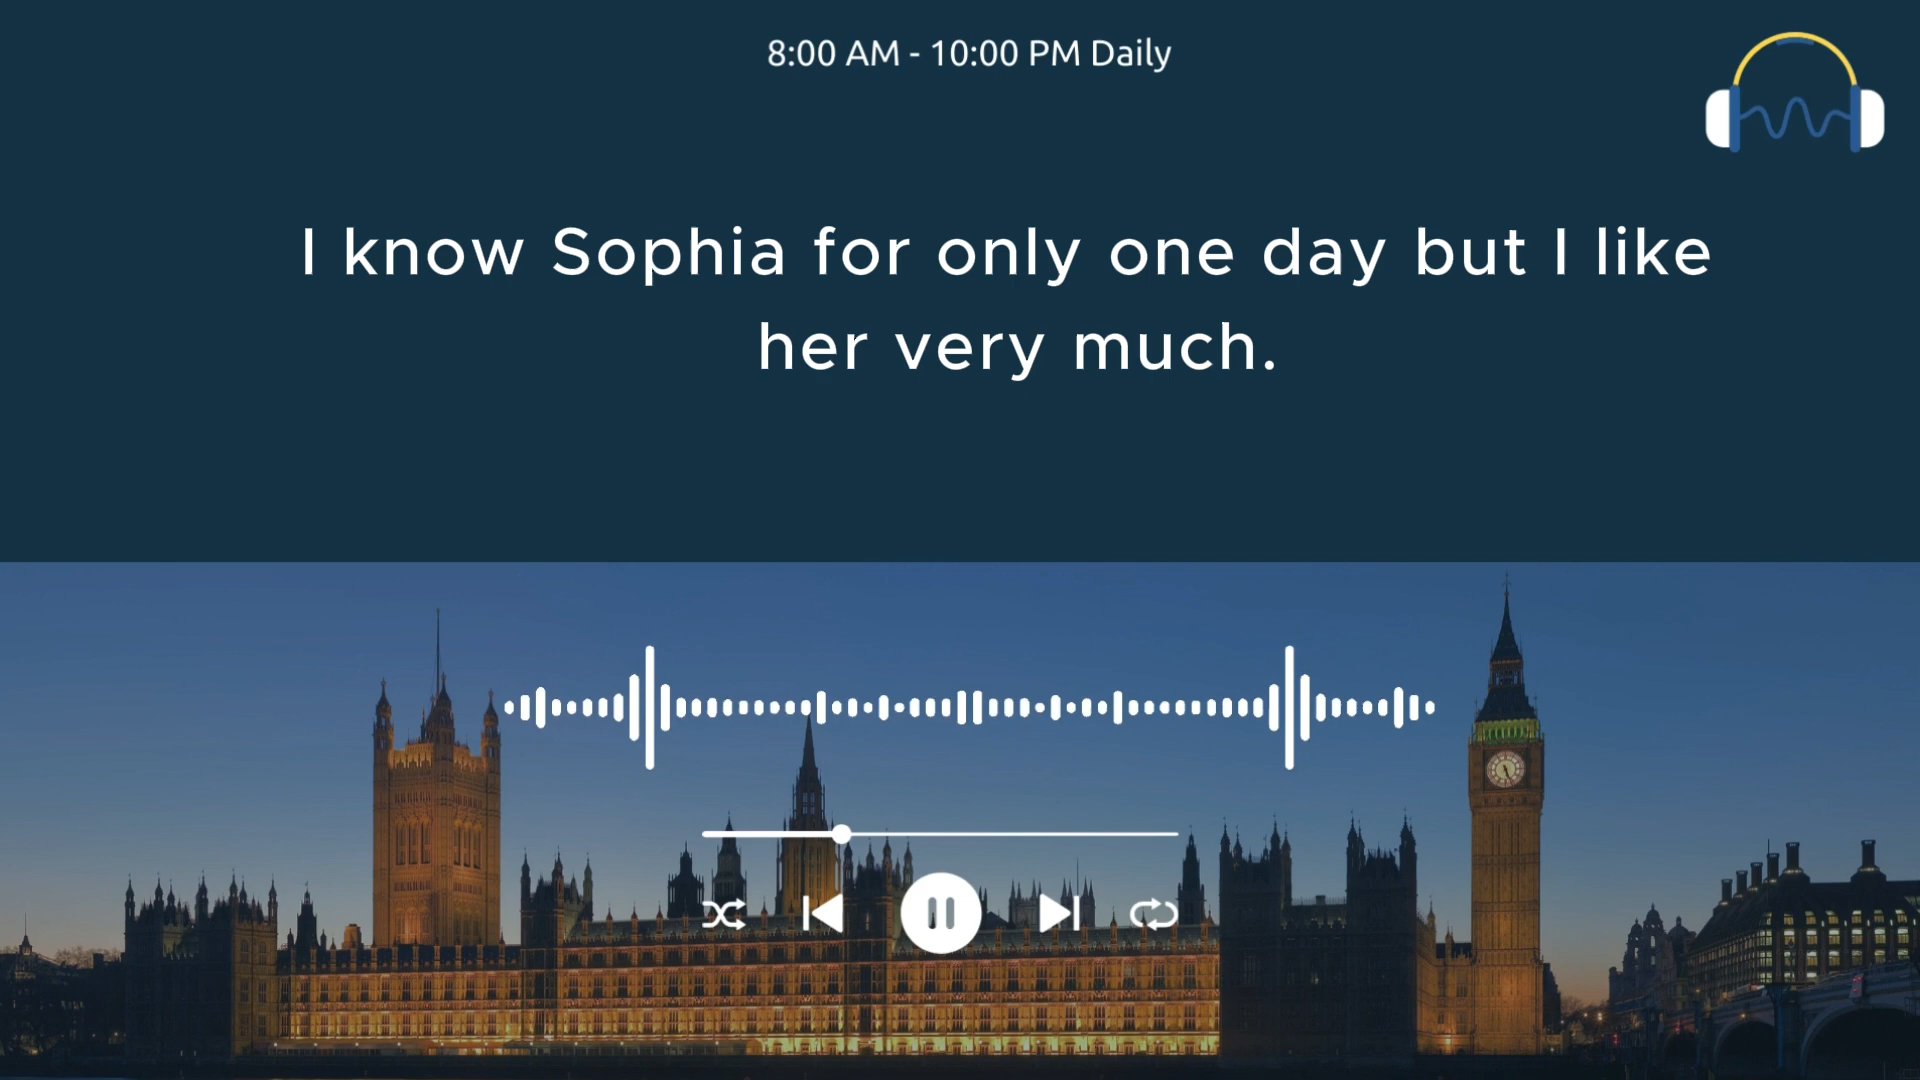 8:00 AM - 10:00 PM Daily
I know Sophia for only one day but I like
her very much.